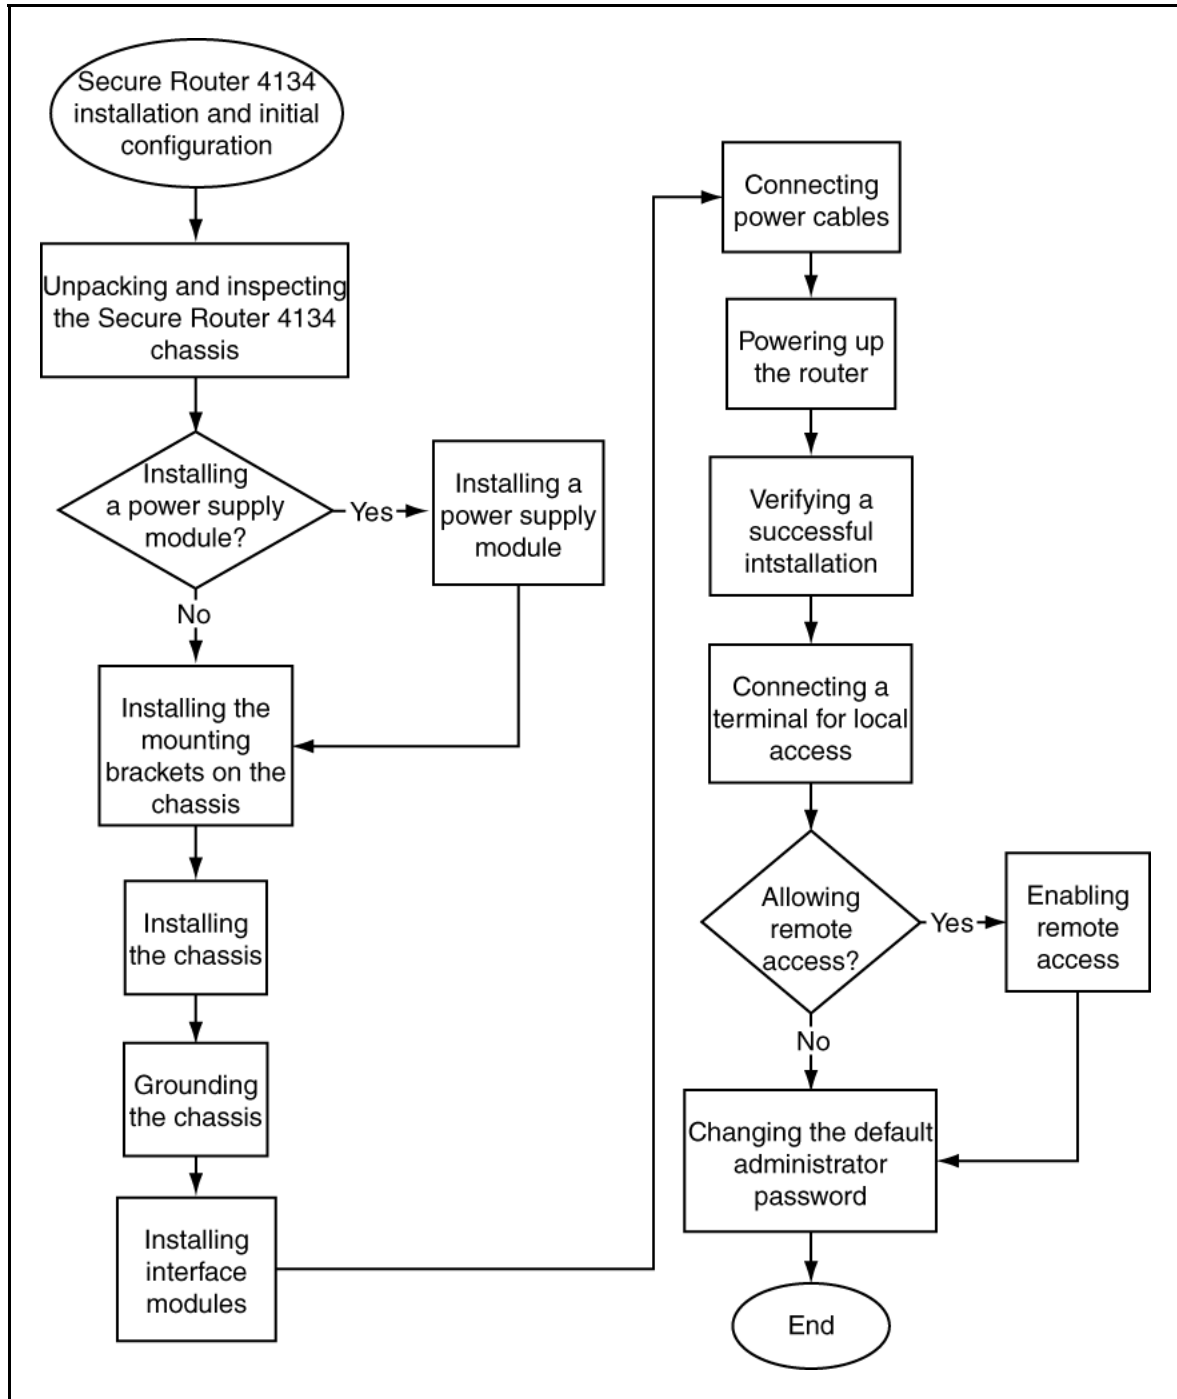 Secure Router 4134
installation and initial
configuration
Unpacking and inspecting
the Secure Router 4134
chassis
Installing
a power supply
module?
Yes
Installing a
power supply
module
No
Installing the
mounting
brackets on the
chassis
Installing
the chassis
Grounding
the chassis
Installing
interface
modules
Connecting
power cables
Powering up
the router
Verifying a
successful
intstallation
Connecting a
terminal for local
access
Allowing
remote
access?
Yes
Enabling
remote
access
No
Changing the default
administrator
password
End